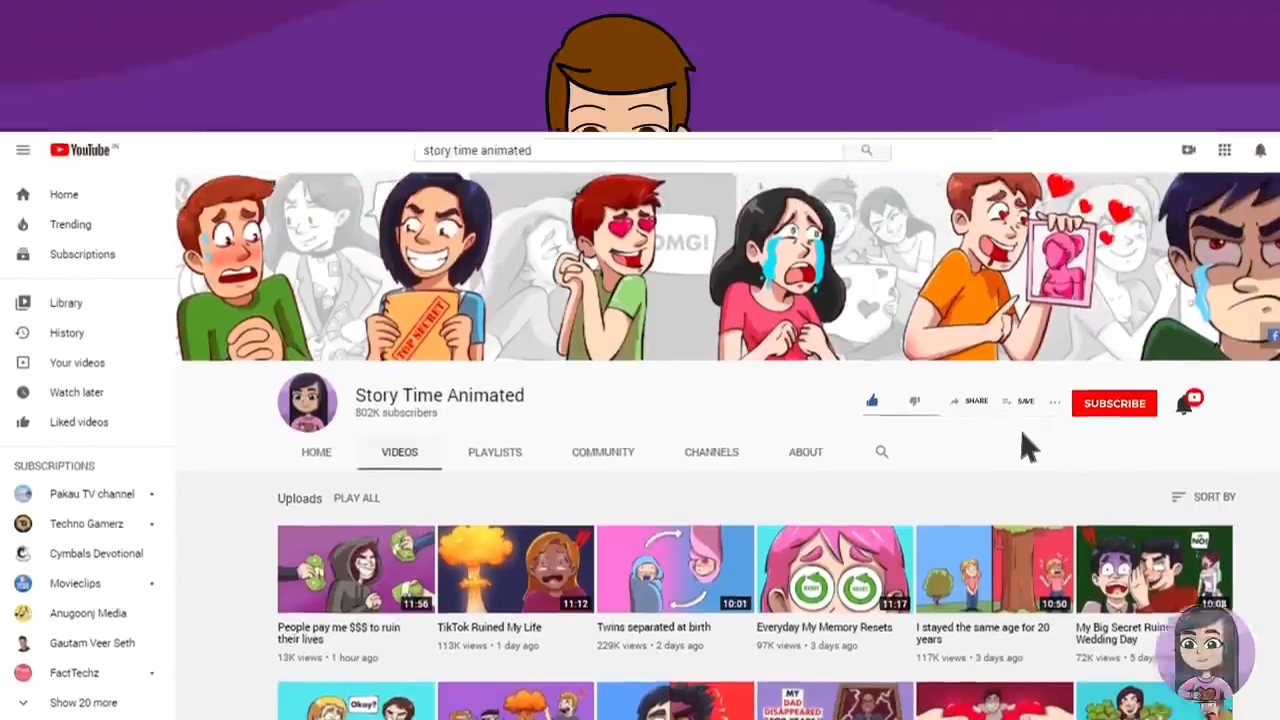 YouTube IN
story time animated
Home
Trending
Subscriptions
Library
History
Your videos
Watch later
Liked videos
SUBSCRIPTIONS
Pakau TV channel
Techno Gamerz
Cymbals Devotional
Movieclips
Anugoonj Media
Gautam Veer Seth
FactTechz
Show 20 more
OMG!
TOP SECRET
Story Time Animated
802K subscribers
SHARE
SAVE
SUBSCRIBE
HOME
VIDEOS
PLAYLISTS
COMMUNITY
CHANNELS
ABOUT
Uploads
PLAY ALL
SORT BY
11:56
11:12
10:01
11:17
10:50
NO!
10:08
People pay me $$$ to ruin
their lives
13K views • 1 hour ago
TikTok Ruined My Life
113K views • 1 day ago
Twins separated at birth
229K views • 2 days ago
Everyday My Memory Resets
97K views • 3 days ago
I stayed the same age for 20
years
117K views • 3 days ago
My Big Secret
Wedding Day
72K views • 5
Okay?
MY
DAD
DISAPPEARED